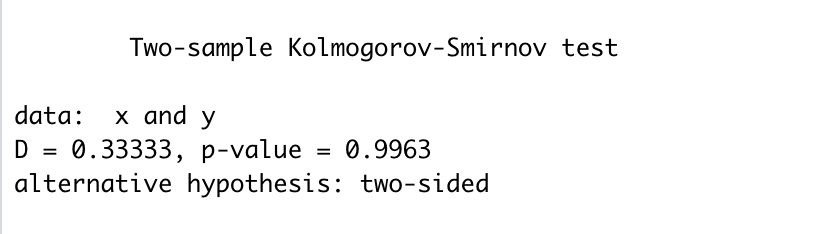 Two-sample Kolmogorov-Smirnov test
data:  x and y
D = 0.33333, p-value = 0.9963
alternative hypothesis: two-sided